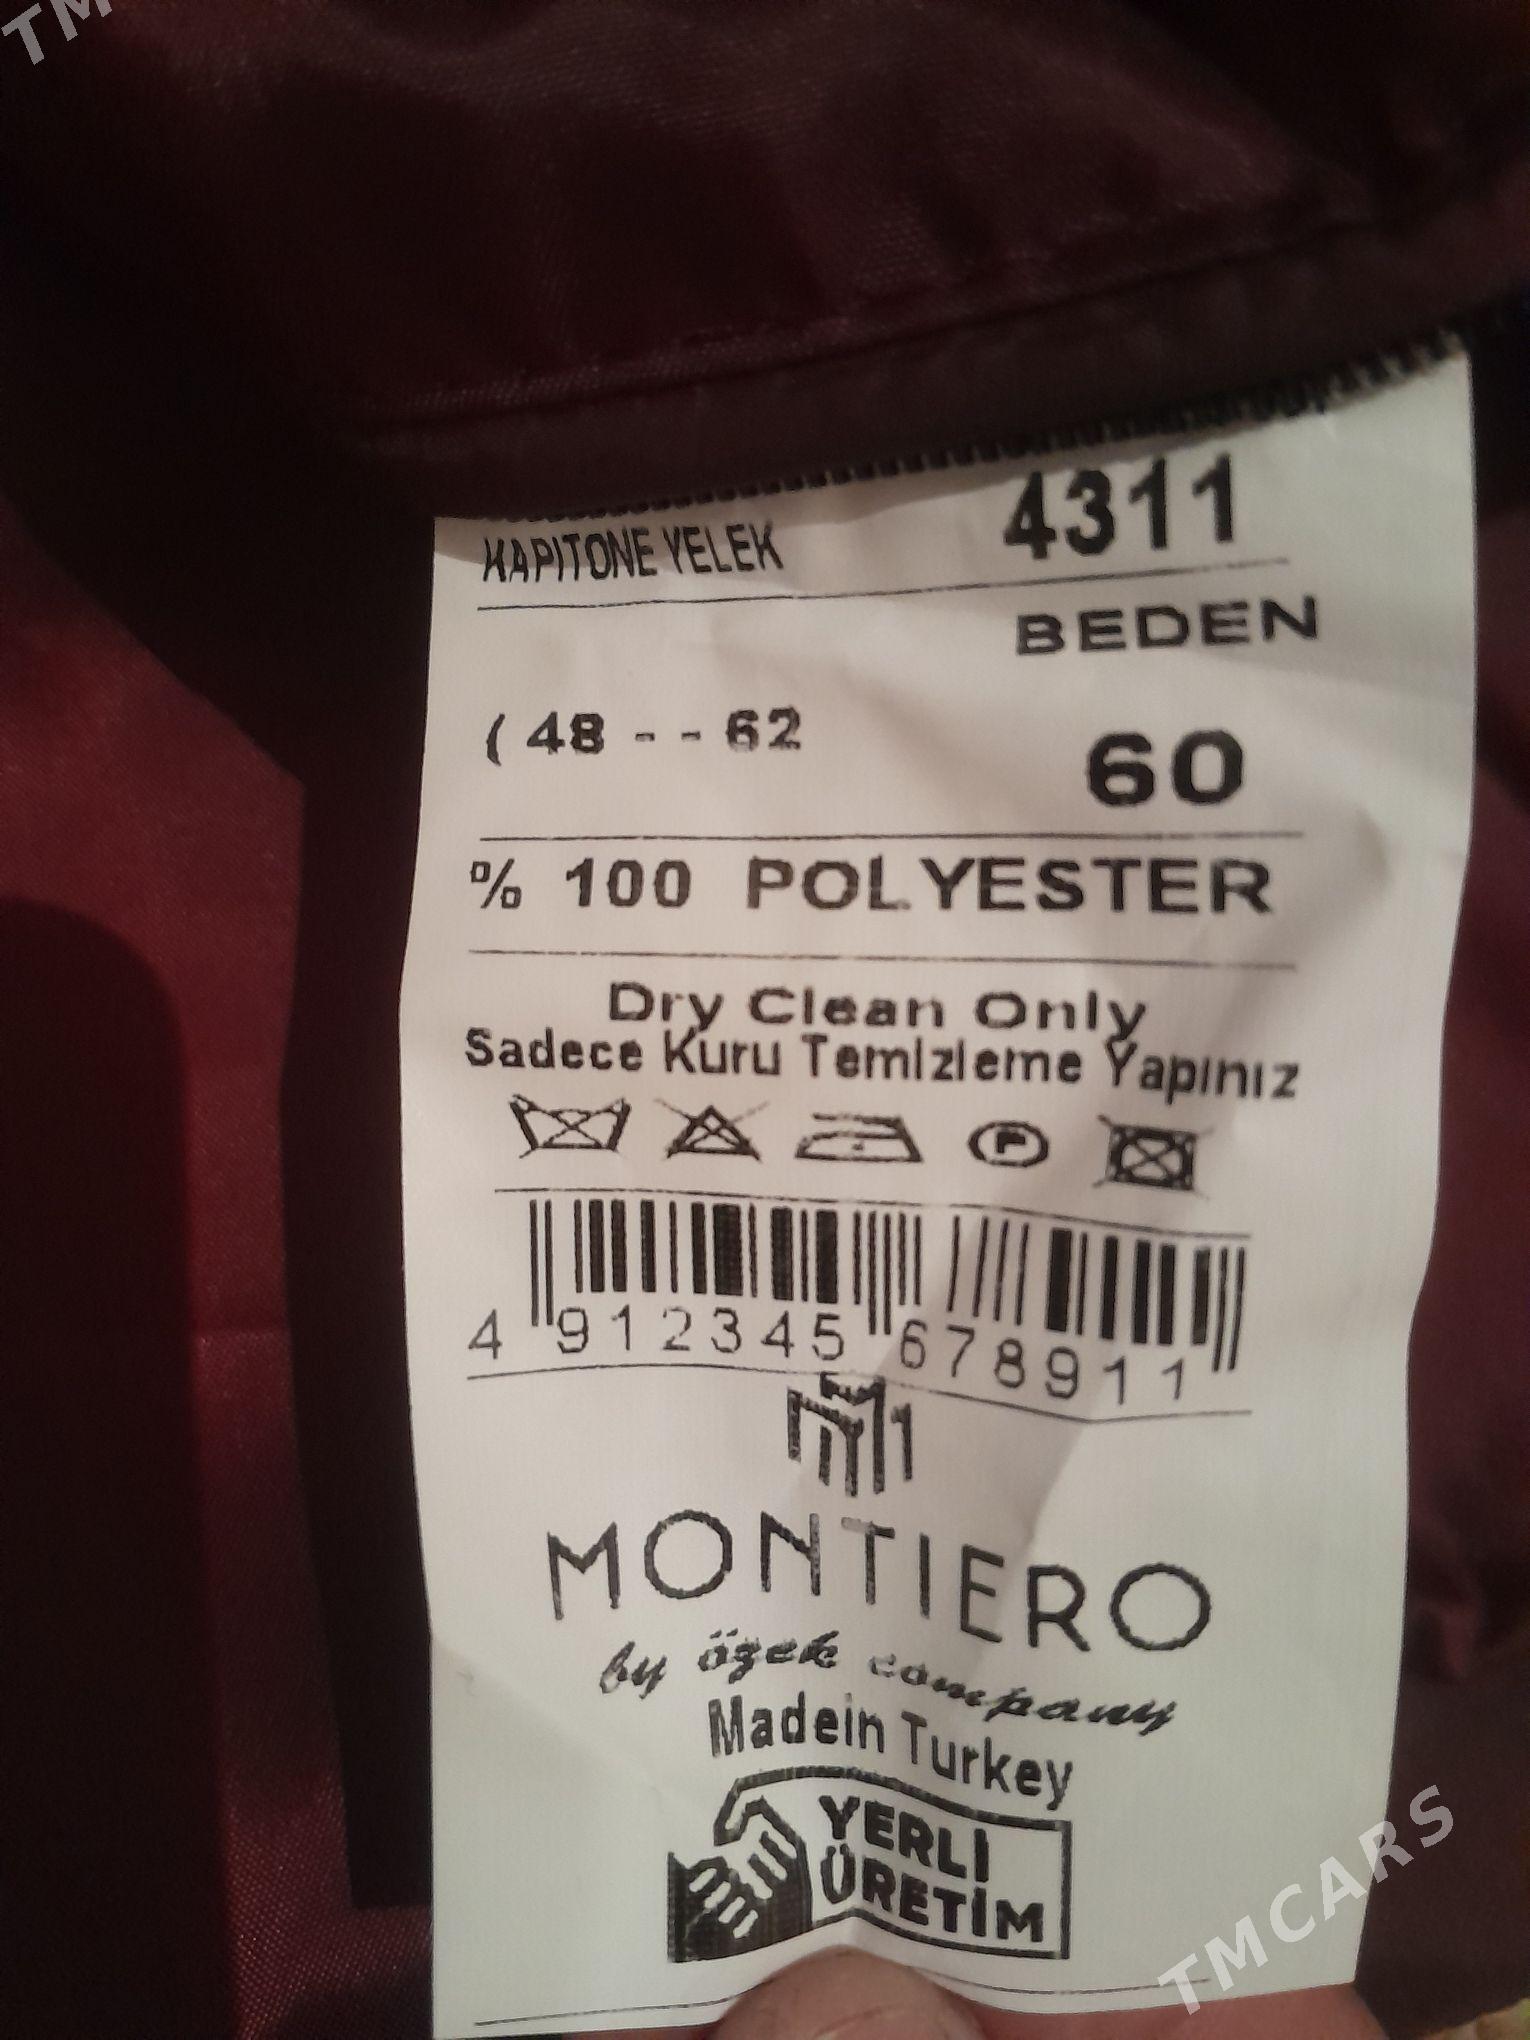 TM
KAPITONE YELEK 4311
BEDEN
( 48 - - 62 60
% 100 POLYESTER
Dry Clean Only
Sadece Kuru Temizleme Yapınız
P
4 912345 678911
MONTIERO
by özek company
Madein Turkey
YERLİ
ÜRETİM
TMCARS